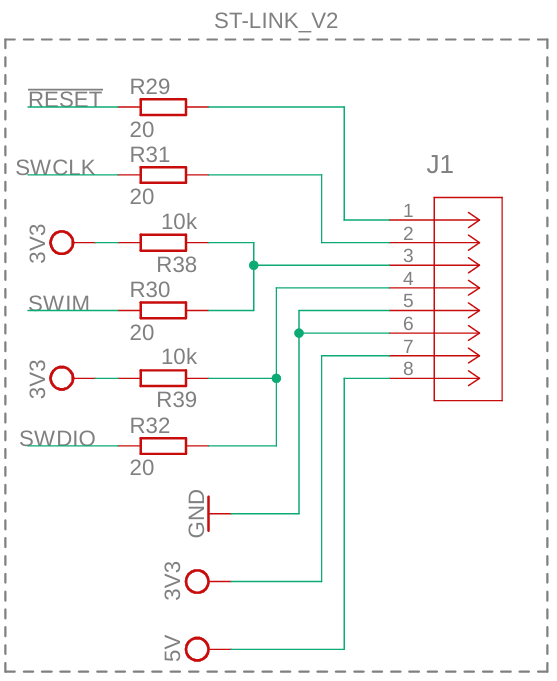 ST-LINK_V2
R29
RESET
20
R31
SWCLK
20
J1
10k
3V3
R38
R30
SWIM
20
10k
3V3
R39
R32
SWDIO
20
1
2
3
4
5
6
7
8
GND
3V3
5V